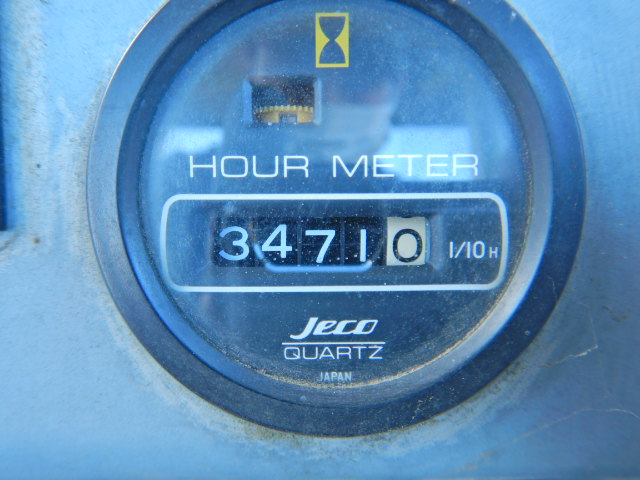 HOUR METER
34710 1/10H
Jeco
QUARTZ
JAPAN